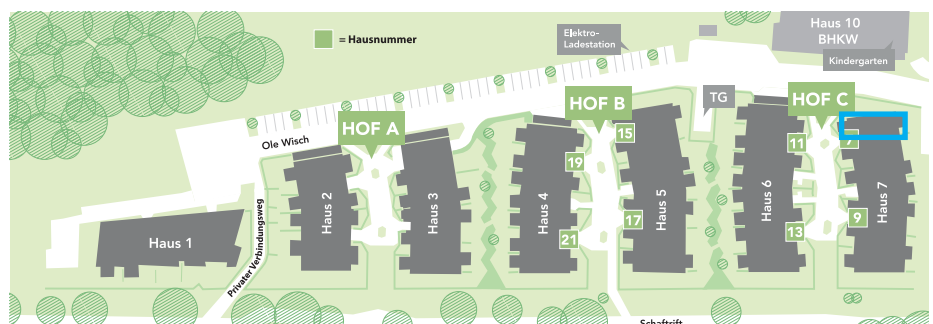 Haus 10
BHKW
Kindergarten
= Hausnummer
Elektro-
Ladestation
TG
HOF A
HOF B
HOF C
Ole Wisch
15
19
11
7
17
21
13
9
Haus 1
Haus 2
Haus 3
Haus 4
Haus 5
Haus 6
Haus 7
Privater Verbindungsweg
Schaftrift